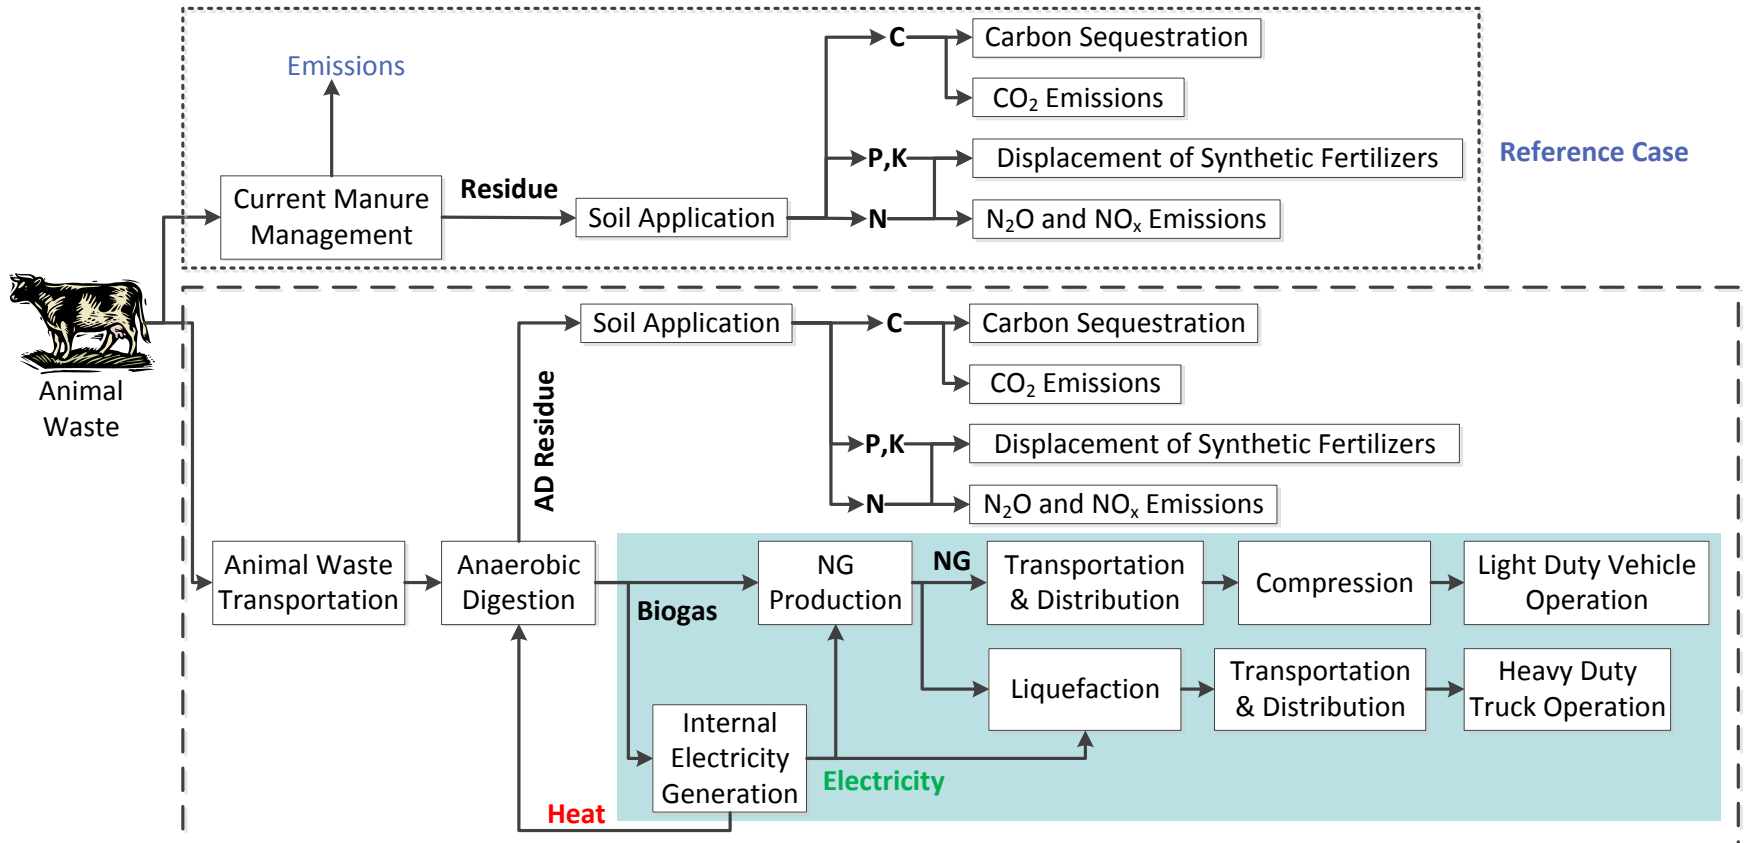 Emissions
C
Carbon Sequestration
CO₂ Emissions
P,K
Displacement of Synthetic Fertilizers
Reference Case
Current Manure
Management
Residue
Soil Application
N
N₂O and NOₓ Emissions
Animal
Waste
Soil Application
C
Carbon Sequestration
CO₂ Emissions
AD Residue
P,K
Displacement of Synthetic Fertilizers
N
N₂O and NOₓ Emissions
Animal Waste
Transportation
Anaerobic
Digestion
Biogas
NG
Production
NG
Transportation
& Distribution
Compression
Light Duty Vehicle
Operation
Liquefaction
Transportation
& Distribution
Heavy Duty
Truck Operation
Internal
Electricity
Generation
Electricity
Heat